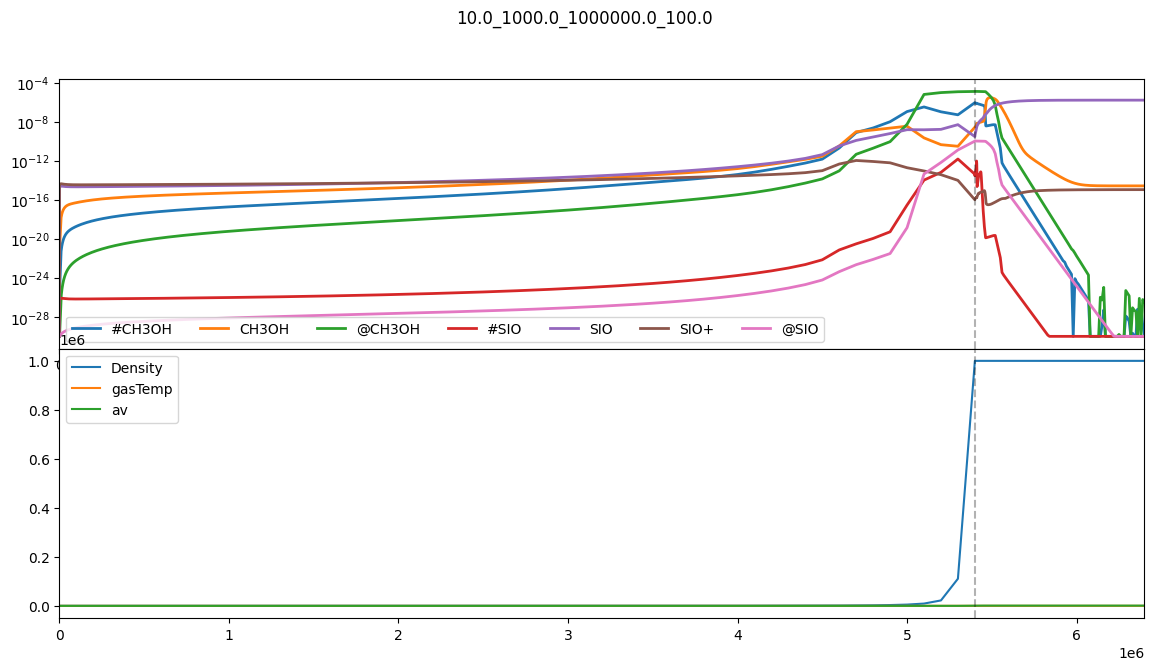 10.0_1000.0_1000000.0_100.0
10⁻⁴
10⁻⁸
10⁻¹²
10⁻¹⁶
10⁻²⁰
10⁻²⁴
10⁻²⁸
#CH3OH CH3OH @CH3OH #SIO SIO SIO+ @SIO
1e6
Density
gasTemp
av
1.0
0.8
0.6
0.4
0.2
0.0
0 1 2 3 4 5 6
1e6